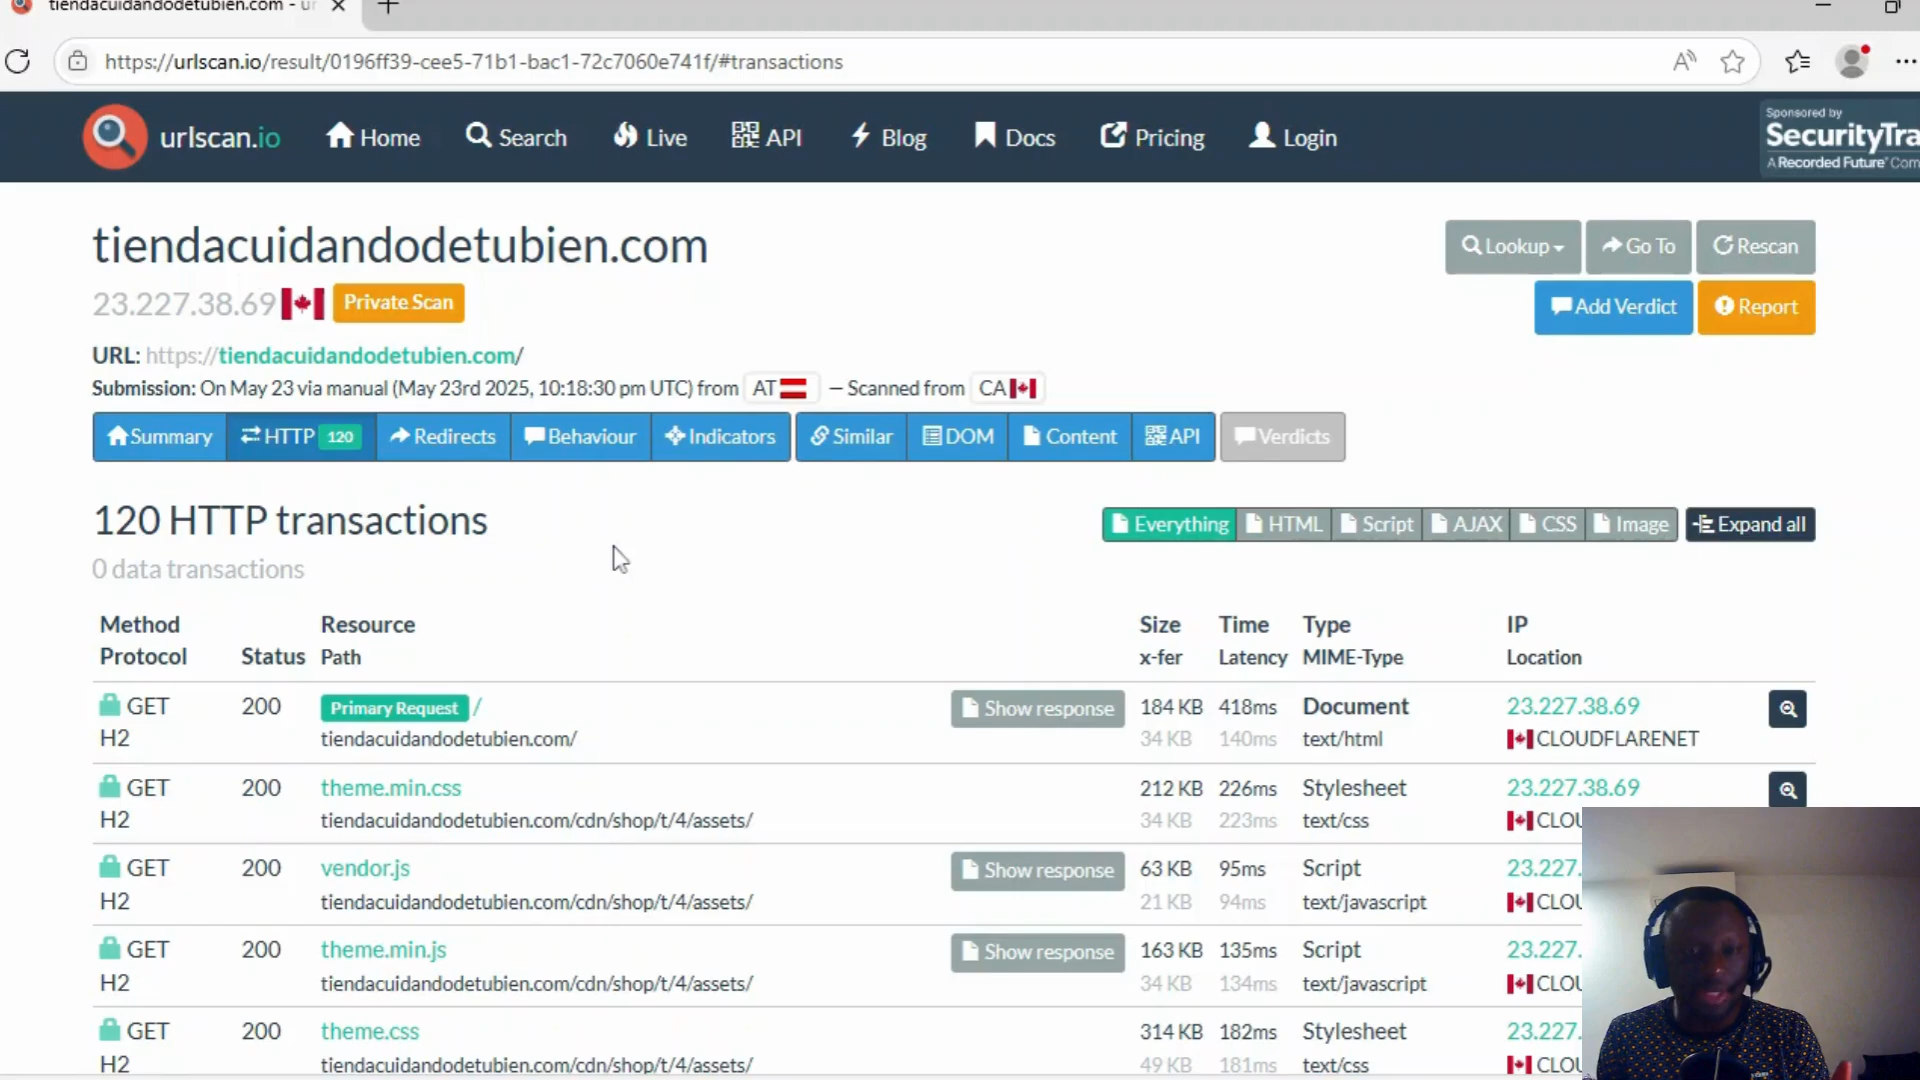 tiendacuidandodetubien.com - ur
https://urlscan.io/result/0196ff39-cee5-71b1-bac1-72c7060e741f/#transactions
urlscan.io Home Search Live API Blog Docs Pricing Login
Sponsored by
SecurityTra
A Recorded Future® Com
tiendacuidandodetubien.com
Lookup Go To Rescan
23.227.38.69 Private Scan
Add Verdict Report
URL: https://tiendacuidandodetubien.com/
Submission: On May 23 via manual (May 23rd 2025, 10:18:30 pm UTC) from AT — Scanned from CA
Summary HTTP 120 Redirects Behaviour Indicators Similar DOM Content API Verdicts
120 HTTP transactions
Everything HTML Script AJAX CSS Image Expand all
0 data transactions
Method Resource Size Time Type IP
Protocol Status Path x-fer Latency MIME-Type Location
GET 200 Primary Request / Show response 184 KB 418ms Document 23.227.38.69
H2 tiendacuidandodetubien.com/ 34 KB 140ms text/html CLOUDFLARENET
GET 200 theme.min.css 212 KB 226ms Stylesheet 23.227.38.69
H2 tiendacuidandodetubien.com/cdn/shop/t/4/assets/ 34 KB 223ms text/css CLOU
GET 200 vendor.js Show response 63 KB 95ms Script 23.227.
H2 tiendacuidandodetubien.com/cdn/shop/t/4/assets/ 21 KB 94ms text/javascript CLOU
GET 200 theme.min.js Show response 163 KB 135ms Script 23.227.
H2 tiendacuidandodetubien.com/cdn/shop/t/4/assets/ 34 KB 134ms text/javascript CLOU
GET 200 theme.css 314 KB 182ms Stylesheet 23.227.
H2 tiendacuidandodetubien.com/cdn/shop/t/4/assets/ 49 KB 181ms text/css CLOU